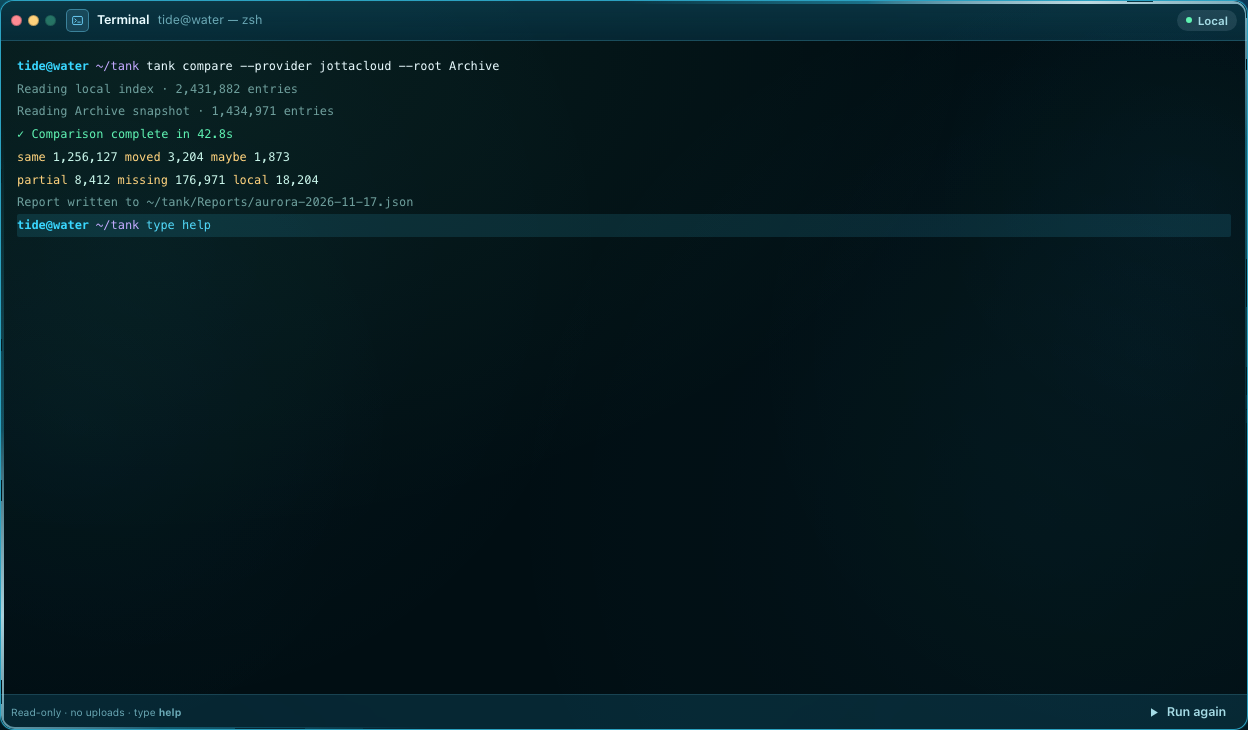 Terminal tide@water — zsh
Local
tide@water ~/tank tank compare --provider jottacloud --root Archive
Reading local index · 2,431,882 entries
Reading Archive snapshot · 1,434,971 entries
✓ Comparison complete in 42.8s
same 1,256,127 moved 3,204 maybe 1,873
partial 8,412 missing 176,971 local 18,204
Report written to ~/tank/Reports/aurora-2026-11-17.json
tide@water ~/tank type help
Read-only · no uploads · type help
Run again